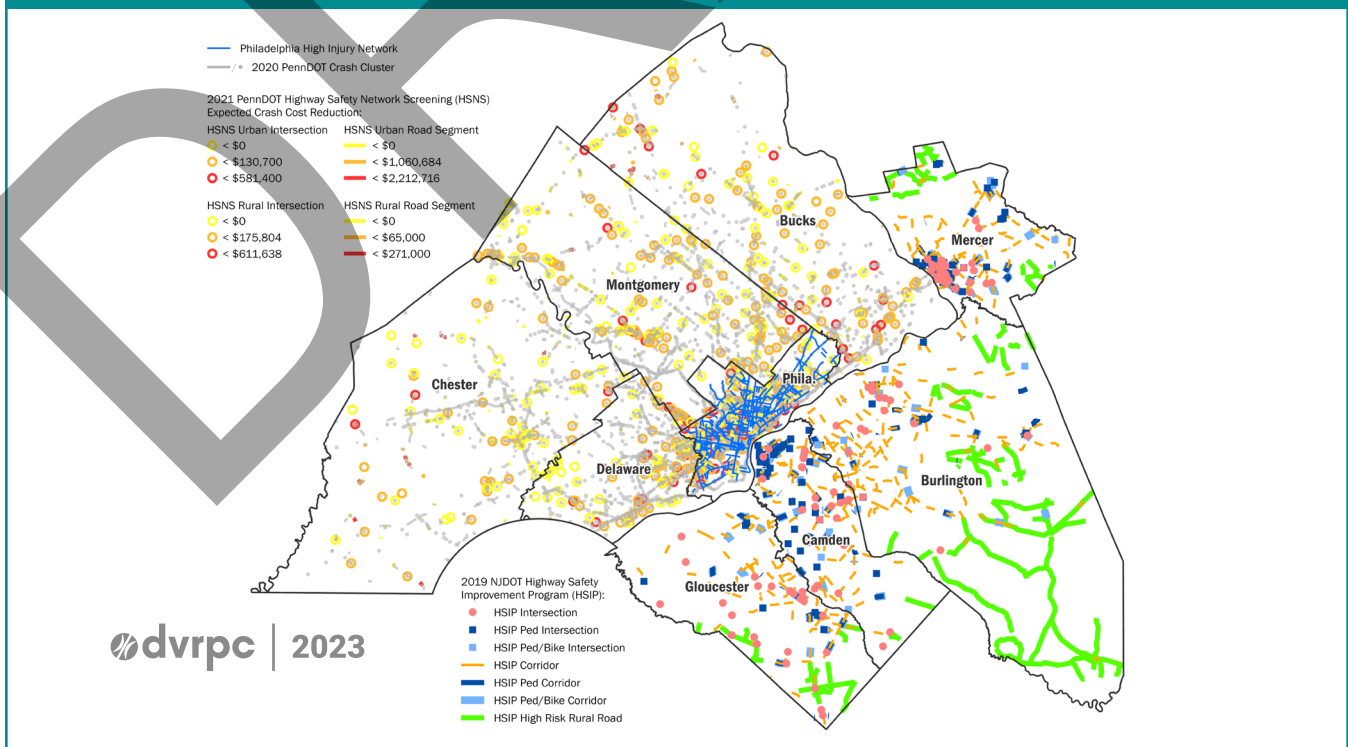 Philadelphia High Injury Network
2020 PennDOT Crash Cluster
2021 PennDOT Highway Safety Network Screening (HSNS)
Expected Crash Cost Reduction:
HSNS Urban Intersection
< $0
< $130,700
< $581,400
HSNS Urban Road Segment
< $0
< $1,060,684
< $2,212,716
HSNS Rural Intersection
< $0
< $175,804
< $611,638
HSNS Rural Road Segment
< $0
< $65,000
< $271,000
Bucks
Mercer
Montgomery
Phila.
Chester
Delaware
Burlington
Camden
Gloucester
2019 NJDOT Highway Safety
Improvement Program (HSIP):
HSIP Intersection
HSIP Ped Intersection
HSIP Ped/Bike Intersection
HSIP Corridor
HSIP Ped Corridor
HSIP Ped/Bike Corridor
HSIP High Risk Rural Road
dvrpc | 2023